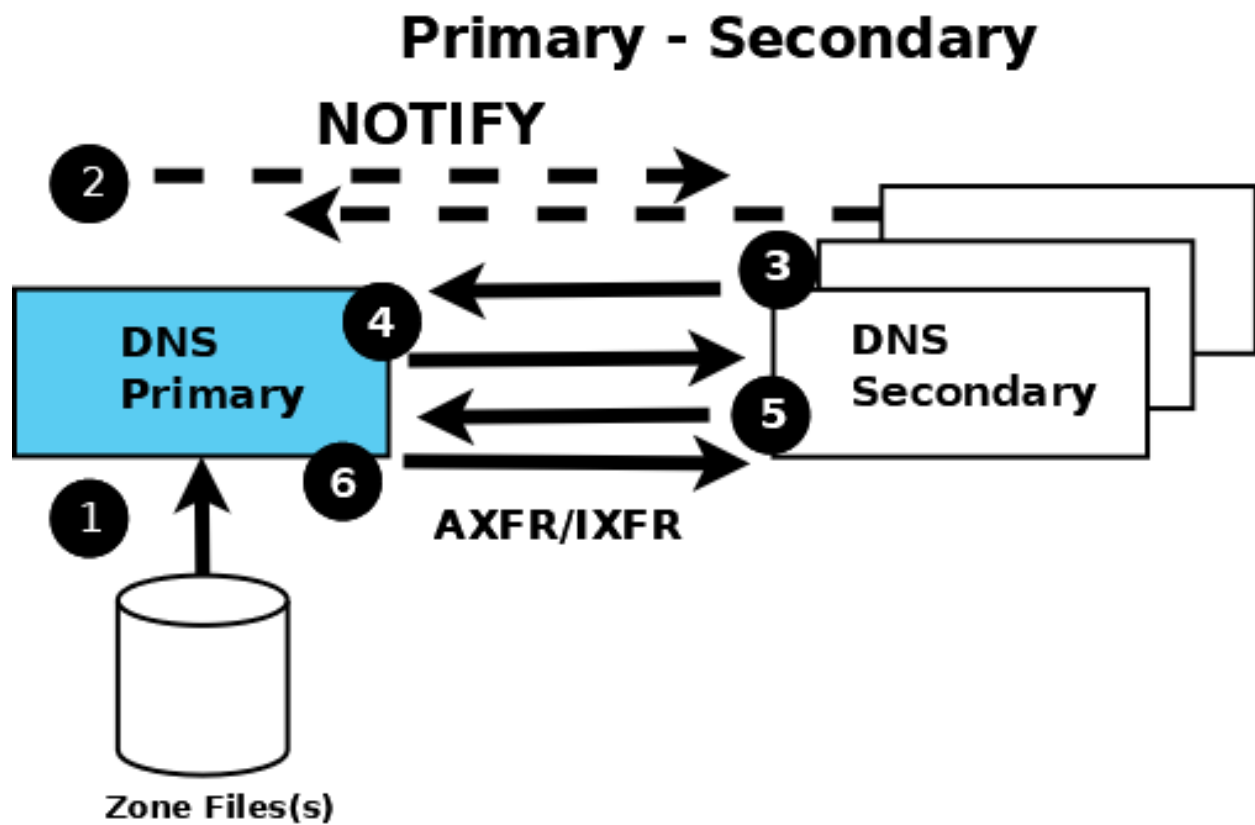 Primary - Secondary
NOTIFY
2
3
4
DNS
Primary
DNS
Secondary
5
6
1
AXFR/IXFR
Zone Files(s)